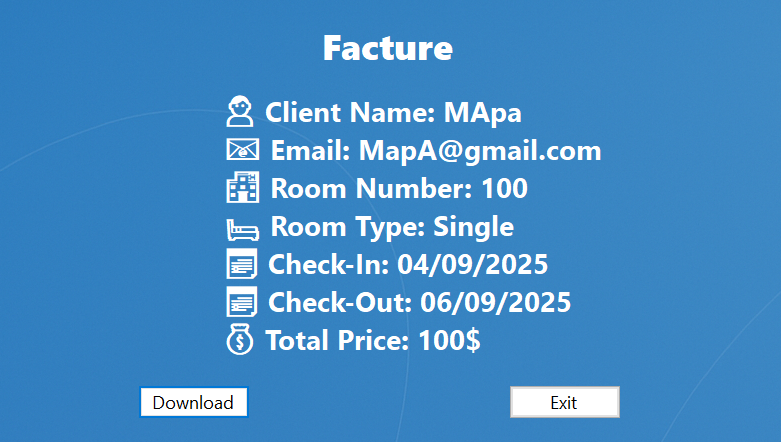 Facture
Client Name: MApa
Email: MapA@gmail.com
Room Number: 100
Room Type: Single
Check-In: 04/09/2025
Check-Out: 06/09/2025
Total Price: 100$
Download
Exit